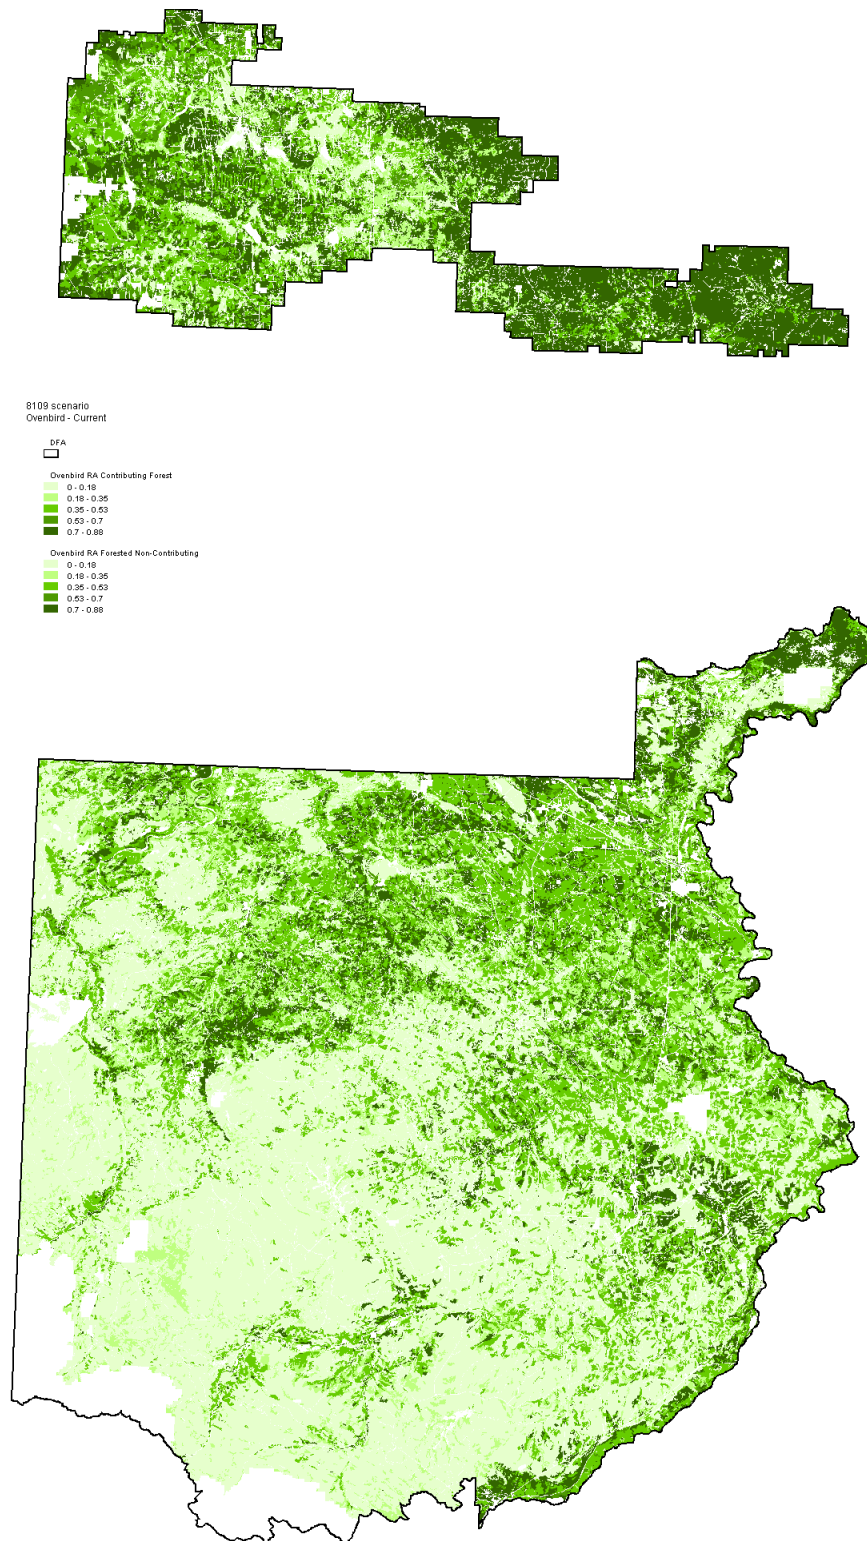 8109 scenario
Ovenbird - Current
DFA
Ovenbird RA Contributing Forest
0 - 0.18
0.18 - 0.35
0.35 - 0.53
0.53 - 0.7
0.7 - 0.88
Ovenbird RA Forested Non-Contributing
0 - 0.18
0.18 - 0.35
0.35 - 0.53
0.53 - 0.7
0.7 - 0.88